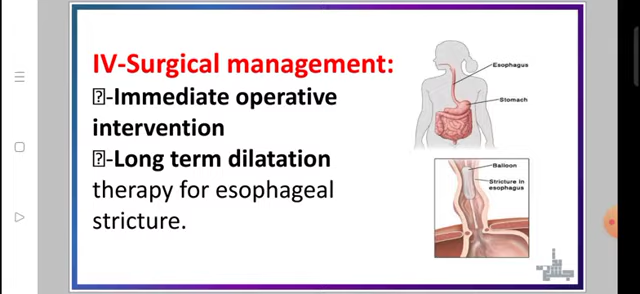 IV-Surgical management:
-Immediate operative
intervention
-Long term dilatation
therapy for esophageal
stricture.
Esophagus
Stomach
Balloon
Stricture in
esophagus